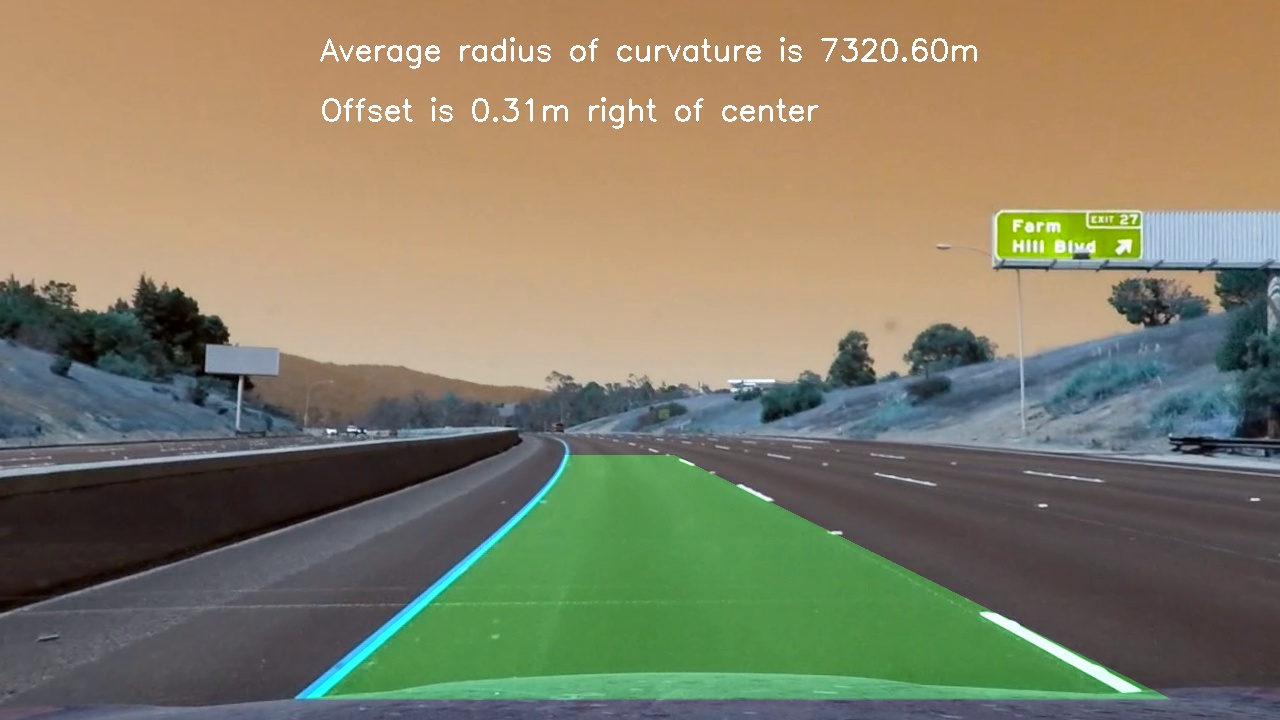 Average radius of curvature is 7320.60m
Offset is 0.31m right of center
EXIT 27
Farm
Hill Blvd